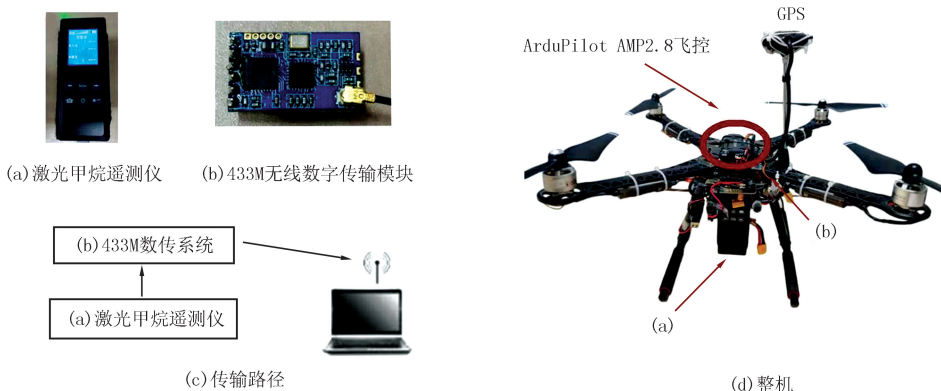 GPS
ArduPilot AMP2.8飞控
(a)激光甲烷遥测仪
(b)433M无线数字传输模块
(b)433M数传系统
(a)激光甲烷遥测仪
(c)传输路径
(b)
(a)
(d)整机